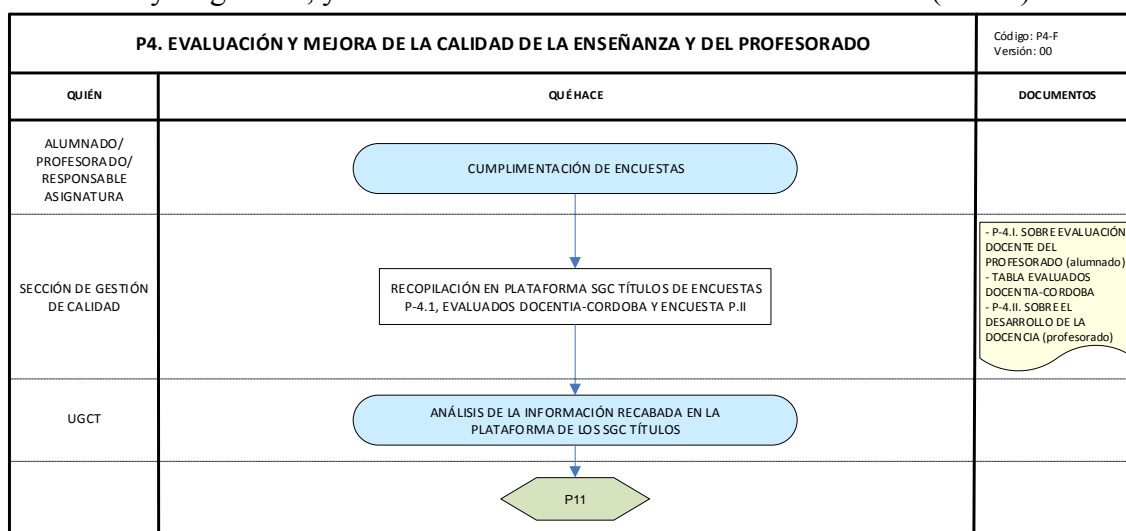 P4. EVALUACIÓN Y MEJORA DE LA CALIDAD DE LA ENSEÑANZA Y DEL PROFESORADO
Código: P4-F
Versión: 00
QUIÉN
QUÉ HACE
DOCUMENTOS
ALUMNADO/
PROFESORADO/
RESPONSABLE
ASIGNATURA
CUMPLIMENTACIÓN DE ENCUESTAS
SECCIÓN DE GESTIÓN
DE CALIDAD
RECOPILACIÓN EN PLATAFORMA SGC TÍTULOS DE ENCUESTAS
P-4.1, EVALUADOS DOCENTIA-CORDOBA Y ENCUESTA P.II
- P-4.I. SOBRE EVALUACIÓN
DOCENTE DEL
PROFESORADO (alumnado)
- TABLA EVALUADOS
DOCENTIA-CORDOBA
- P-4.II. SOBRE EL
DESARROLLO DE LA
DOCENCIA (profesorado)
UGCT
ANÁLISIS DE LA INFORMACIÓN RECABADA EN LA
PLATAFORMA DE LOS SGC TÍTULOS
P11